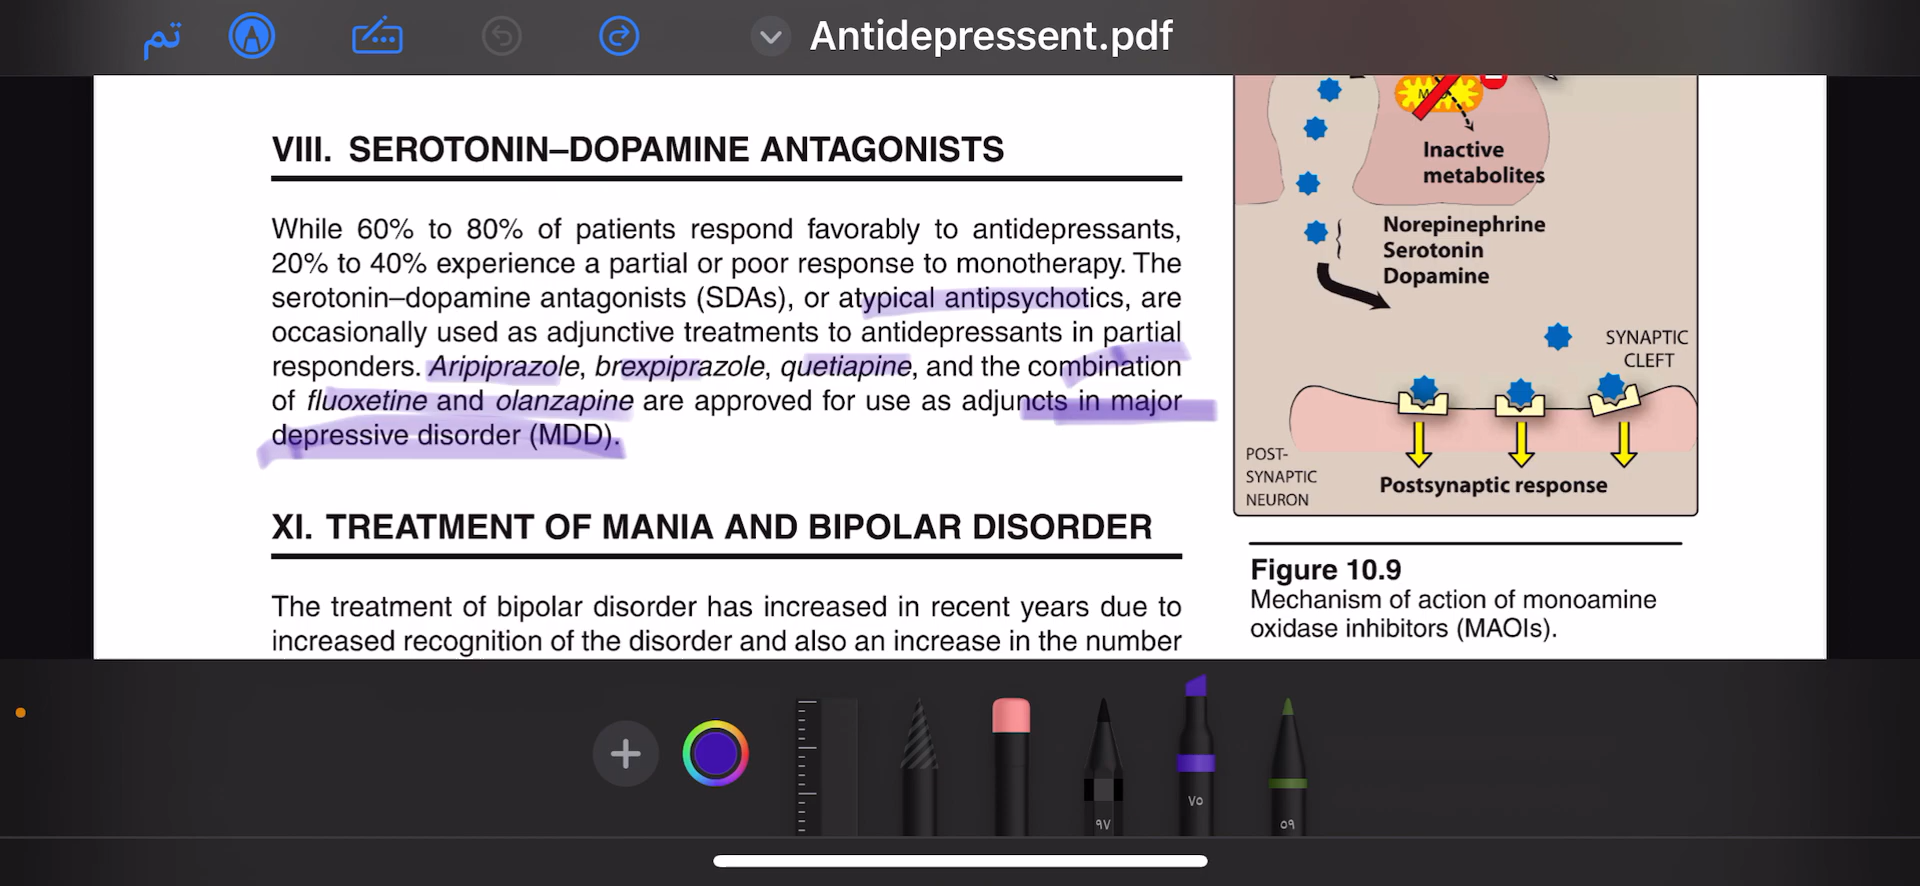 تم
Antidepressent.pdf
VIII. SEROTONIN–DOPAMINE ANTAGONISTS
While 60% to 80% of patients respond favorably to antidepressants,
20% to 40% experience a partial or poor response to monotherapy. The
serotonin–dopamine antagonists (SDAs), or atypical antipsychotics, are
occasionally used as adjunctive treatments to antidepressants in partial
responders. Aripiprazole, brexpiprazole, quetiapine, and the combination
of fluoxetine and olanzapine are approved for use as adjuncts in major
depressive disorder (MDD).
XI. TREATMENT OF MANIA AND BIPOLAR DISORDER
The treatment of bipolar disorder has increased in recent years due to
increased recognition of the disorder and also an increase in the number
Inactive
metabolites
Norepinephrine
Serotonin
Dopamine
SYNAPTIC
CLEFT
POST-
SYNAPTIC
NEURON
Postsynaptic response
Figure 10.9
Mechanism of action of monoamine
oxidase inhibitors (MAOIs).
٩٧
٧٥
٥٩